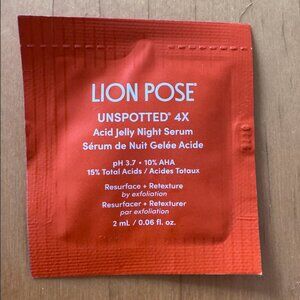 LION POSE
UNSPOTTED® 4X
Acid Jelly Night Serum
Sérum de Nuit Gelée Acide
pH 3.7 • 10% AHA
15% Total Acids / Acides Totaux
Resurface + Retexture
by exfoliation
Resurfacer + Retexturer
par exfoliation
2 mL / 0.06 fl. oz.